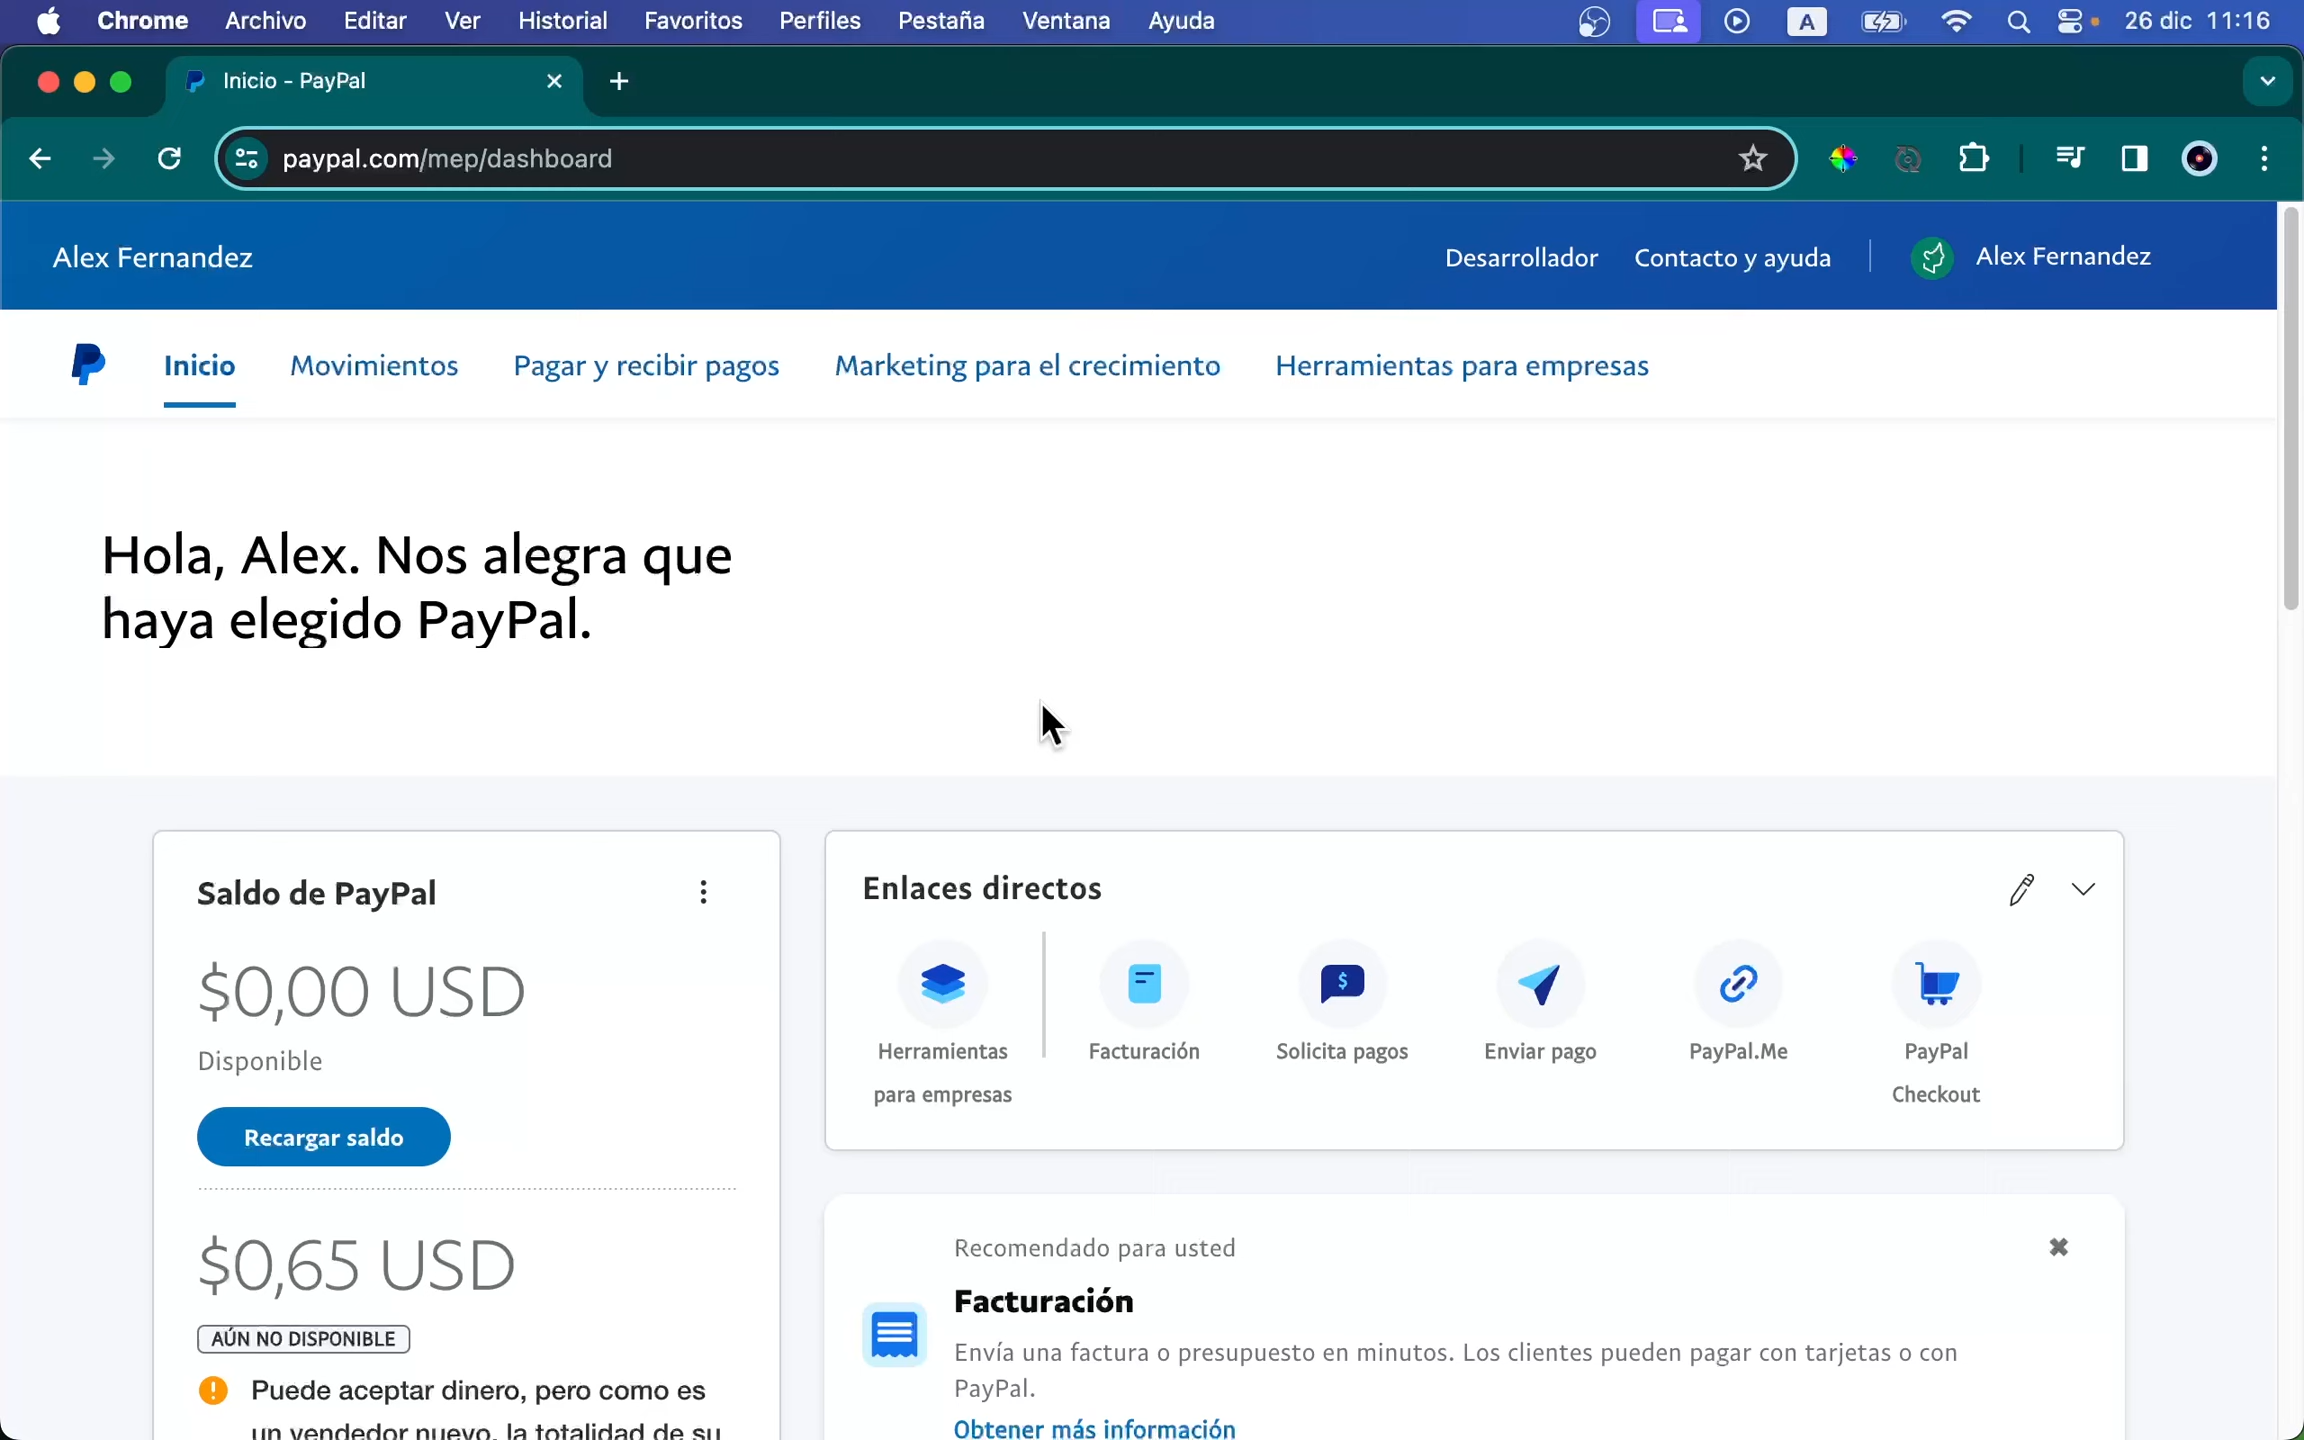 Chrome Archivo Editar Ver Historial Favoritos Perfiles Pestaña Ventana Ayuda A 26 dic 11:16
Inicio - PayPal
paypal.com/mep/dashboard
Alex Fernandez Desarrollador Contacto y ayuda Alex Fernandez
Inicio Movimientos Pagar y recibir pagos Marketing para el crecimiento Herramientas para empresas
Hola, Alex. Nos alegra que
haya elegido PayPal.
Saldo de PayPal
$0,00 USD
Disponible
Recargar saldo
$0,65 USD
AÚN NO DISPONIBLE
Puede aceptar dinero, pero como es
un vendedor nuevo, la totalidad de su
Enlaces directos
Herramientas
para empresas
Facturación
Solicita pagos
Enviar pago
PayPal.Me
PayPal
Checkout
Recomendado para usted
Facturación
Envía una factura o presupuesto en minutos. Los clientes pueden pagar con tarjetas o con
PayPal.
Obtener más información